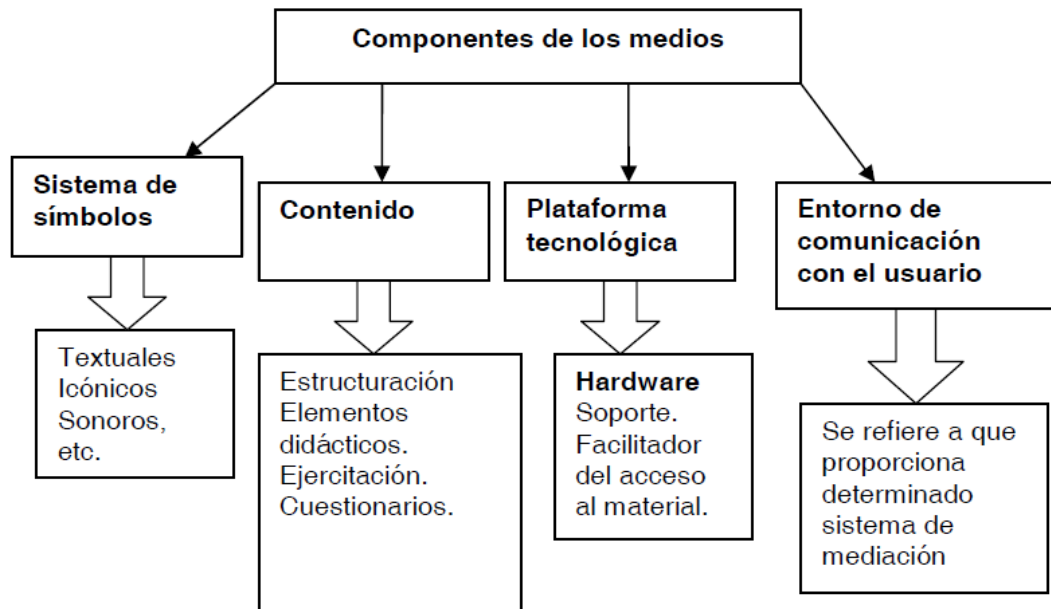 Componentes de los medios
Sistema de
símbolos
Contenido
Plataforma
tecnológica
Entorno de
comunicación
con el usuario
Textuales
Icónicos
Sonoros,
etc.
Estructuración
Elementos
didácticos.
Ejercitación.
Cuestionarios.
Hardware
Soporte.
Facilitador
del acceso
al material.
Se refiere a que
proporciona
determinado
sistema de
mediación